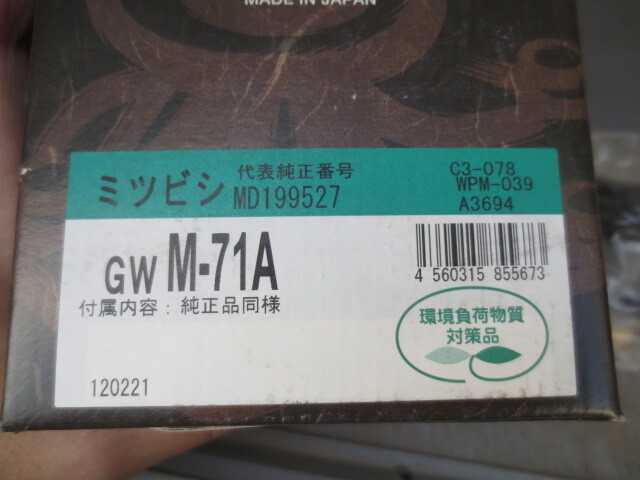 MADE IN JAPAN
代表純正番号
ミツビシ MD199527
C3-078
WPM-039
A3694
GW M-71A
付属内容：純正品同様
4 560315 855673
環境負荷物質
対策品
120221